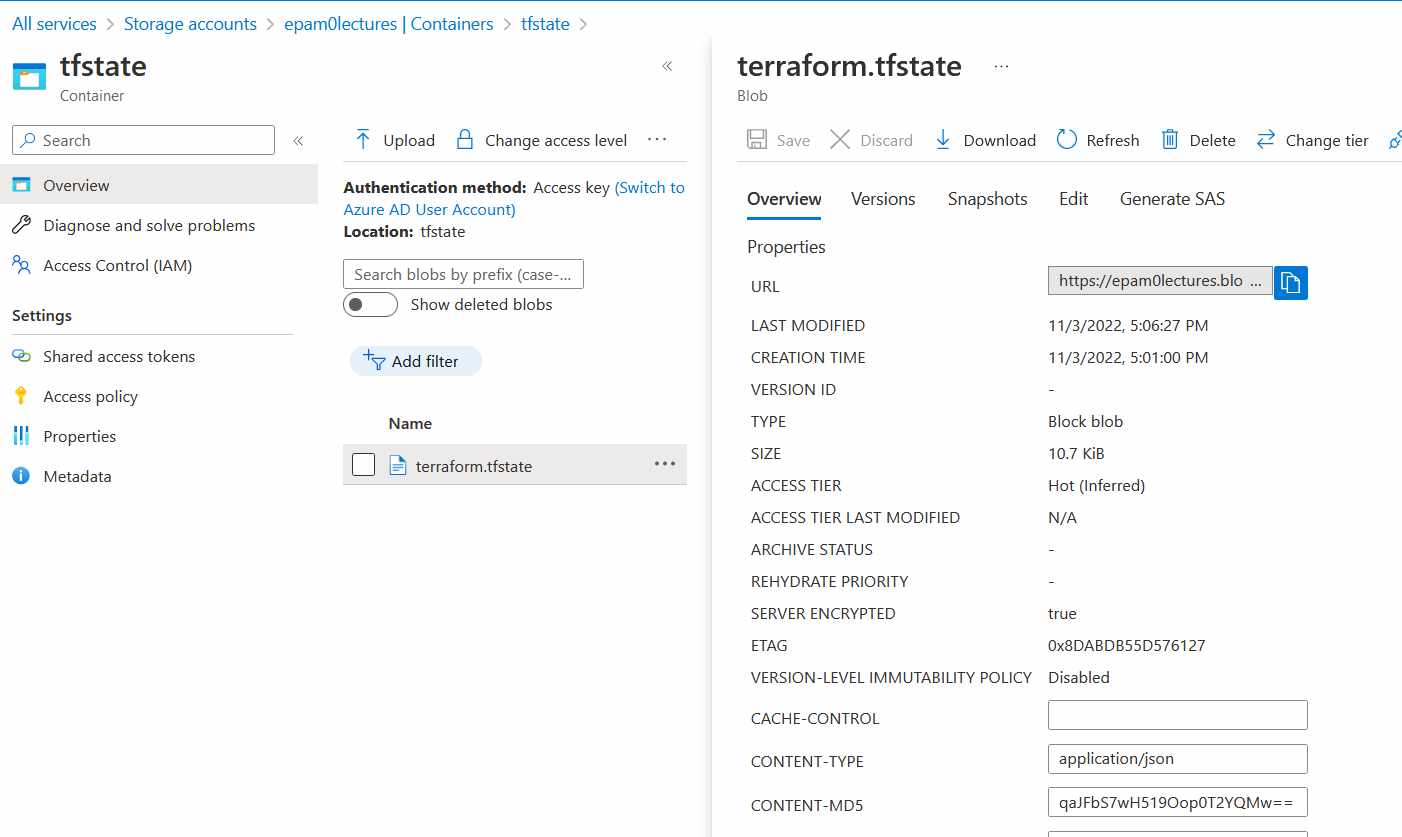 All services > Storage accounts > epam0lectures | Containers > tfstate >
tfstate
Container
Search
Overview
Diagnose and solve problems
Access Control (IAM)
Settings
Shared access tokens
Access policy
Properties
Metadata
Upload
Change access level
Authentication method: Access key (Switch to
Azure AD User Account)
Location: tfstate
Search blobs by prefix (case-...
Show deleted blobs
Add filter
Name
terraform.tfstate
terraform.tfstate
Blob
Save Discard Download Refresh Delete Change tier
Overview Versions Snapshots Edit Generate SAS
Properties
URL https://epam0lectures.blo ...
LAST MODIFIED 11/3/2022, 5:06:27 PM
CREATION TIME 11/3/2022, 5:01:00 PM
VERSION ID -
TYPE Block blob
SIZE 10.7 KiB
ACCESS TIER Hot (Inferred)
ACCESS TIER LAST MODIFIED N/A
ARCHIVE STATUS -
REHYDRATE PRIORITY -
SERVER ENCRYPTED true
ETAG 0x8DABDB55D576127
VERSION-LEVEL IMMUTABILITY POLICY Disabled
CACHE-CONTROL
CONTENT-TYPE application/json
CONTENT-MD5 qaJFbS7wH519Oop0T2YQMw==